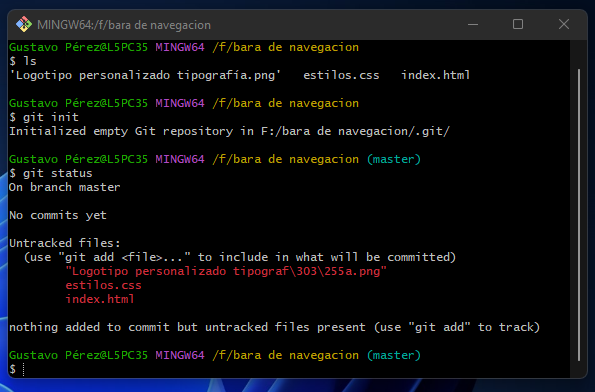 MINGW64:/f/bara de navegacion
Gustavo Pérez@L5PC35 MINGW64 /f/bara de navegacion
$ ls
'Logotipo personalizado tipografía.png'   estilos.css   index.html
Gustavo Pérez@L5PC35 MINGW64 /f/bara de navegacion
$ git init
Initialized empty Git repository in F:/bara de navegacion/.git/
Gustavo Pérez@L5PC35 MINGW64 /f/bara de navegacion (master)
$ git status
On branch master
No commits yet
Untracked files:
  (use "git add <file>..." to include in what will be committed)
        "Logotipo personalizado tipograf\303\255a.png"
        estilos.css
        index.html
nothing added to commit but untracked files present (use "git add" to track)
Gustavo Pérez@L5PC35 MINGW64 /f/bara de navegacion (master)
$